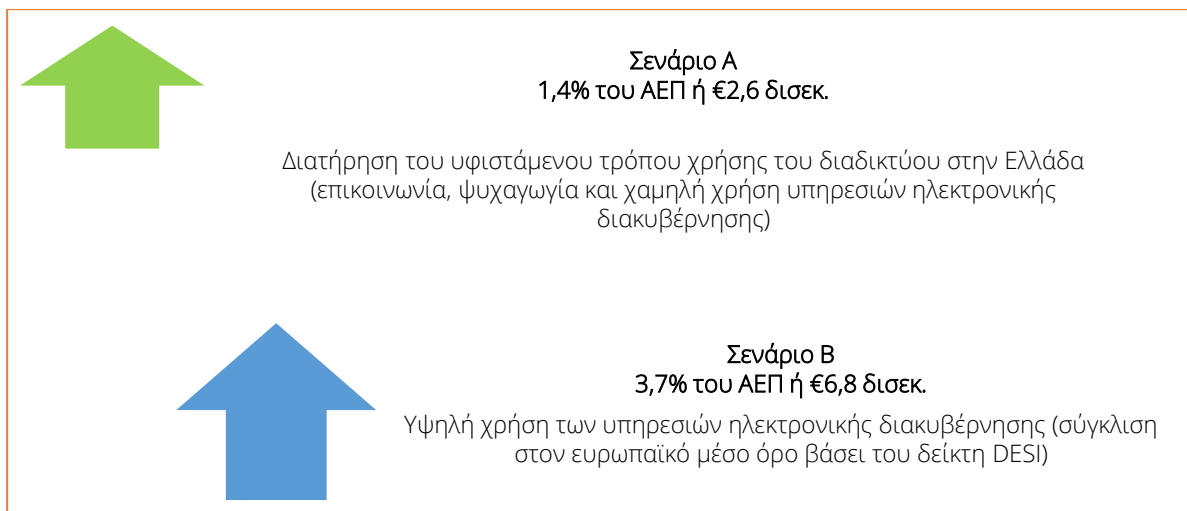 Σενάριο Α
1,4% του ΑΕΠ ή €2,6 δισεκ.
Διατήρηση του υφιστάμενου τρόπου χρήσης του διαδικτύου στην Ελλάδα
(επικοινωνία, ψυχαγωγία και χαμηλή χρήση υπηρεσιών ηλεκτρονικής
διακυβέρνησης)
Σενάριο Β
3,7% του ΑΕΠ ή €6,8 δισεκ.
Υψηλή χρήση των υπηρεσιών ηλεκτρονικής διακυβέρνησης (σύγκλιση
στον ευρωπαϊκό μέσο όρο βάσει του δείκτη DESI)